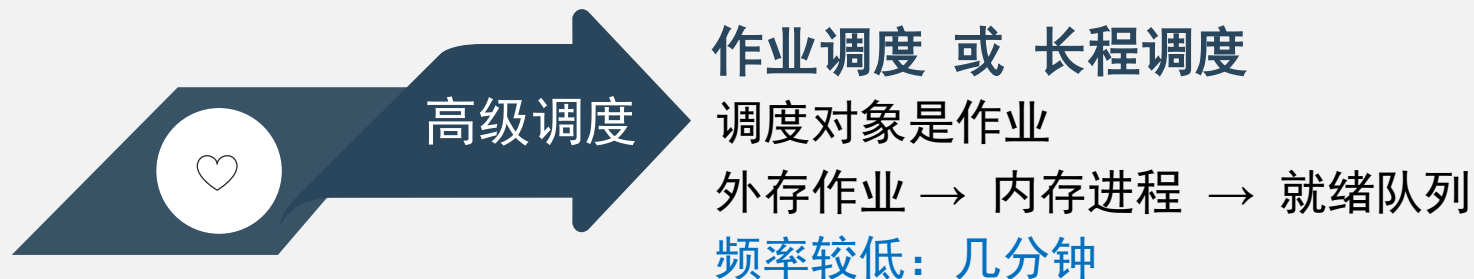 高级调度
作业调度 或 长程调度
调度对象是作业
外存作业 → 内存进程 → 就绪队列
频率较低：几分钟